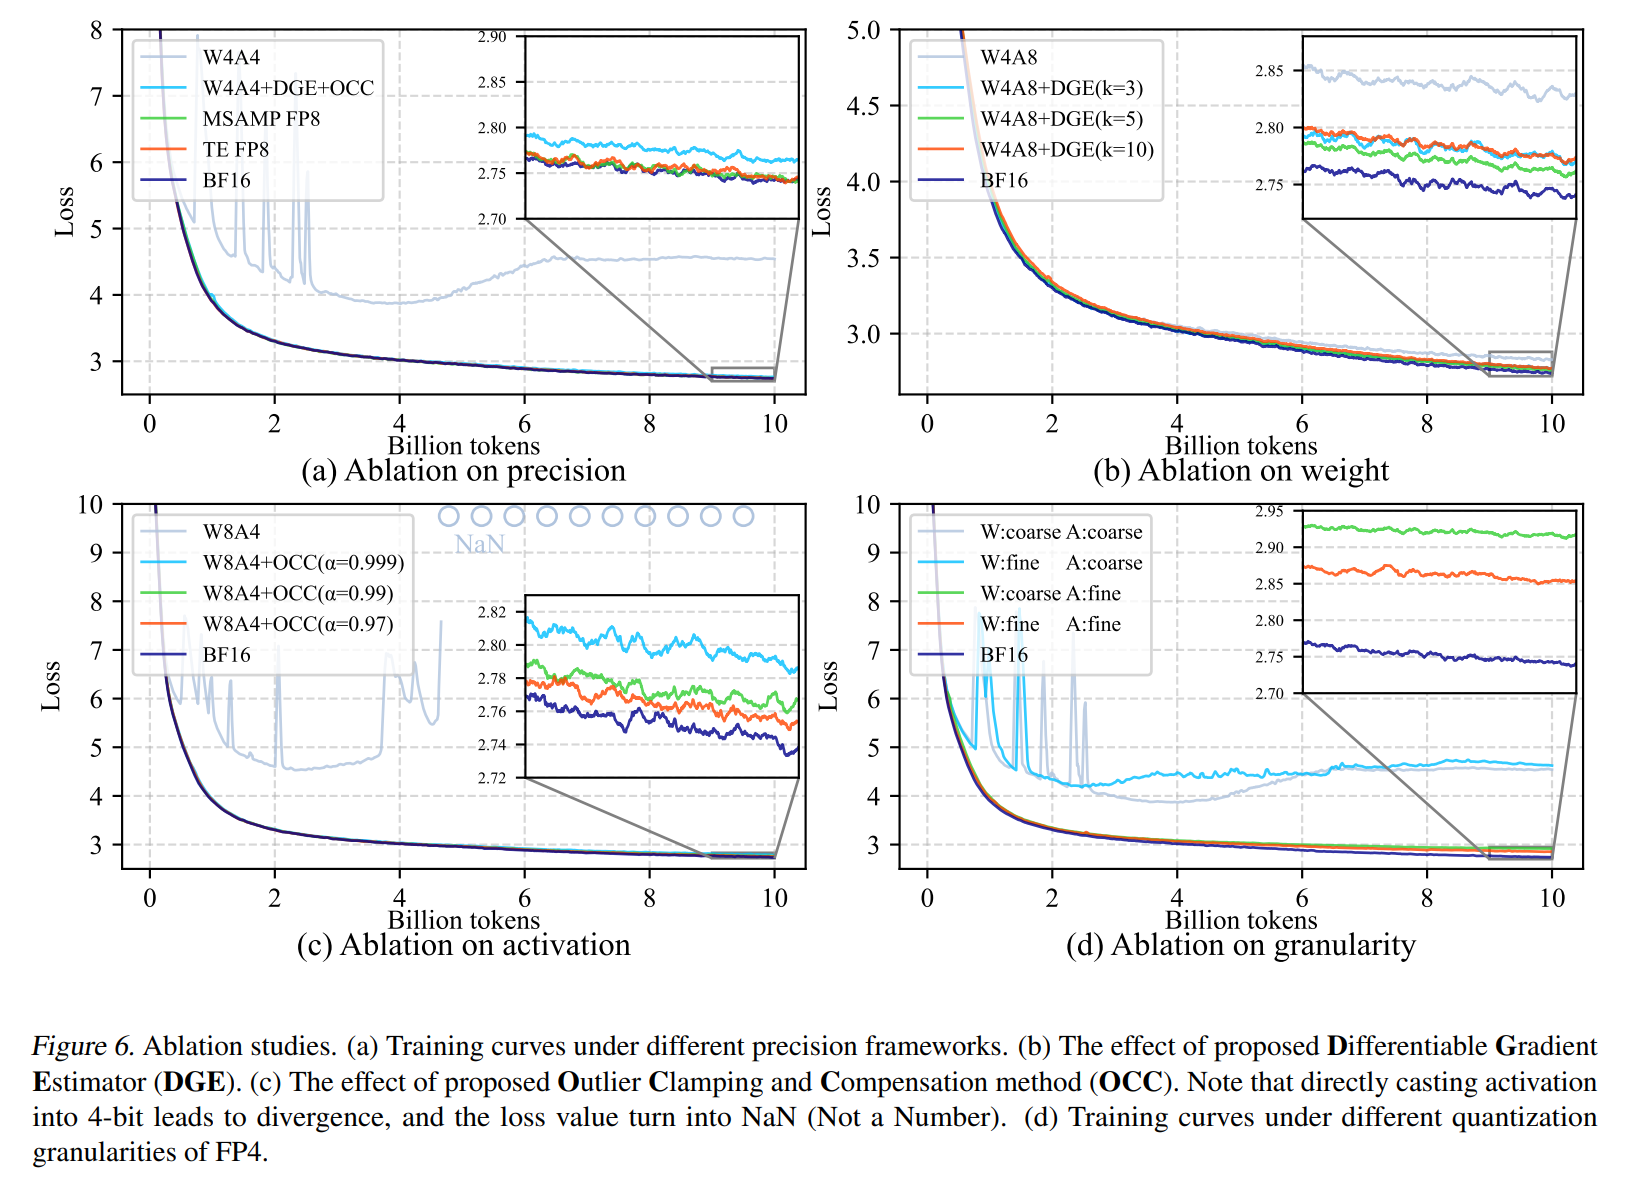 8
7
6
5
4
3
Loss
W4A4
W4A4+DGE+OCC
MSAMP FP8
TE FP8
BF16
2.90
2.85
2.80
2.75
2.70
0 2 4 6 8 10
Billion tokens
(a) Ablation on precision
5.0
4.5
4.0
3.5
3.0
Loss
W4A8
W4A8+DGE(k=3)
W4A8+DGE(k=5)
W4A8+DGE(k=10)
BF16
2.85
2.80
2.75
0 2 4 6 8 10
Billion tokens
(b) Ablation on weight
10
9
8
7
6
5
4
3
Loss
W8A4
W8A4+OCC(α=0.999)
W8A4+OCC(α=0.99)
W8A4+OCC(α=0.97)
BF16
NaN
2.82
2.80
2.78
2.76
2.74
2.72
0 2 4 6 8 10
Billion tokens
(c) Ablation on activation
10
9
8
7
6
5
4
3
Loss
W:coarse A:coarse
W:fine A:coarse
W:coarse A:fine
W:fine A:fine
BF16
2.95
2.90
2.85
2.80
2.75
2.70
0 2 4 6 8 10
Billion tokens
(d) Ablation on granularity
Figure 6. Ablation studies. (a) Training curves under different precision frameworks. (b) The effect of proposed Differentiable Gradient
Estimator (DGE). (c) The effect of proposed Outlier Clamping and Compensation method (OCC). Note that directly casting activation
into 4-bit leads to divergence, and the loss value turn into NaN (Not a Number). (d) Training curves under different quantization
granularities of FP4.